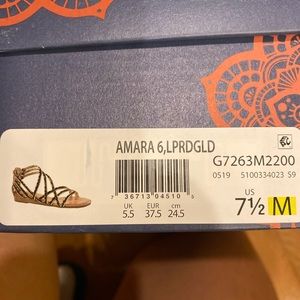 AMARA 6,LPRDGLD
G7263M2200
0519 5100334023 S9
7 36713 04510 5
UK EUR cm
5.5 37.5 24.5
US
7½ M